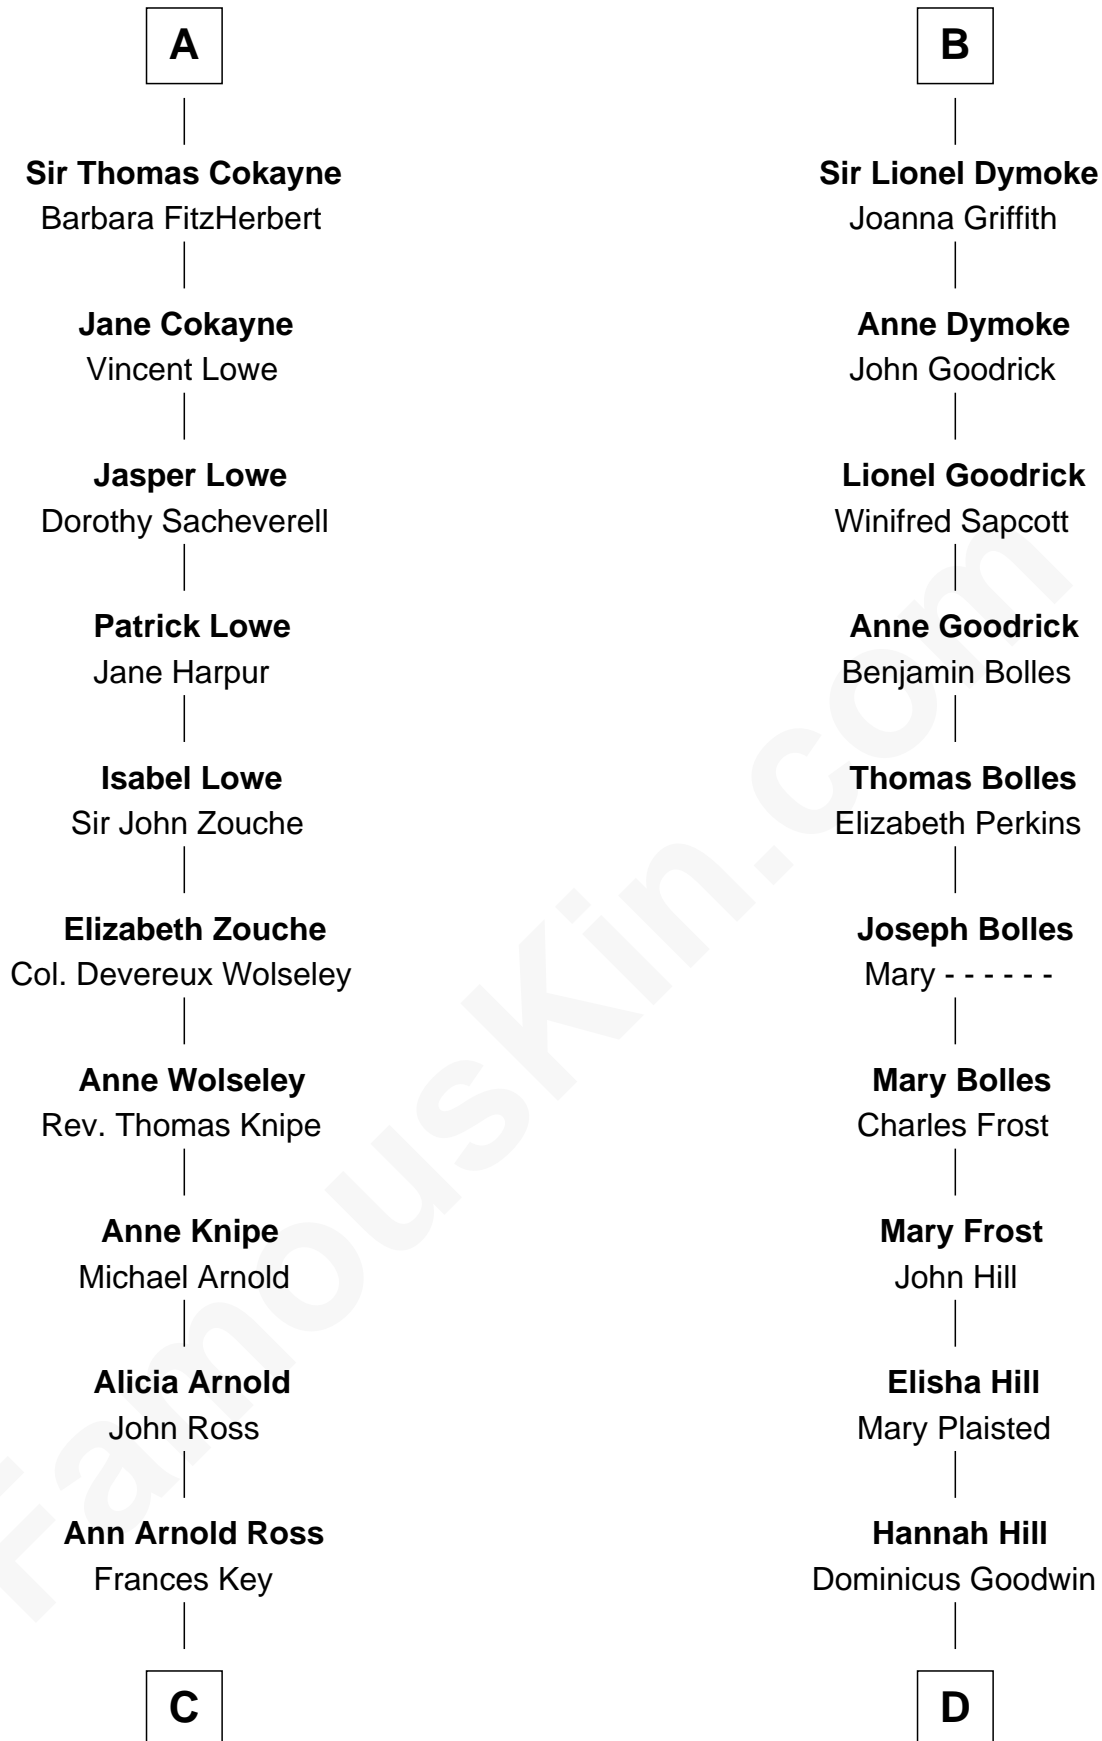 A
Sir Thomas Cokayne
Barbara FitzHerbert
Jane Cokayne
Vincent Lowe
Jasper Lowe
Dorothy Sacheverell
Patrick Lowe
Jane Harpur
Isabel Lowe
Sir John Zouche
Elizabeth Zouche
Col. Devereux Wolseley
Anne Wolseley
Rev. Thomas Knipe
Anne Knipe
Michael Arnold
Alicia Arnold
John Ross
Ann Arnold Ross
Frances Key
C
B
Sir Lionel Dymoke
Joanna Griffith
Anne Dymoke
John Goodrick
Lionel Goodrick
Winifred Sapcott
Anne Goodrick
Benjamin Bolles
Thomas Bolles
Elizabeth Perkins
Joseph Bolles
Mary - - - - - -
Mary Bolles
Charles Frost
Mary Frost
John Hill
Elisha Hill
Mary Plaisted
Hannah Hill
Dominicus Goodwin
D
FamousKin.com